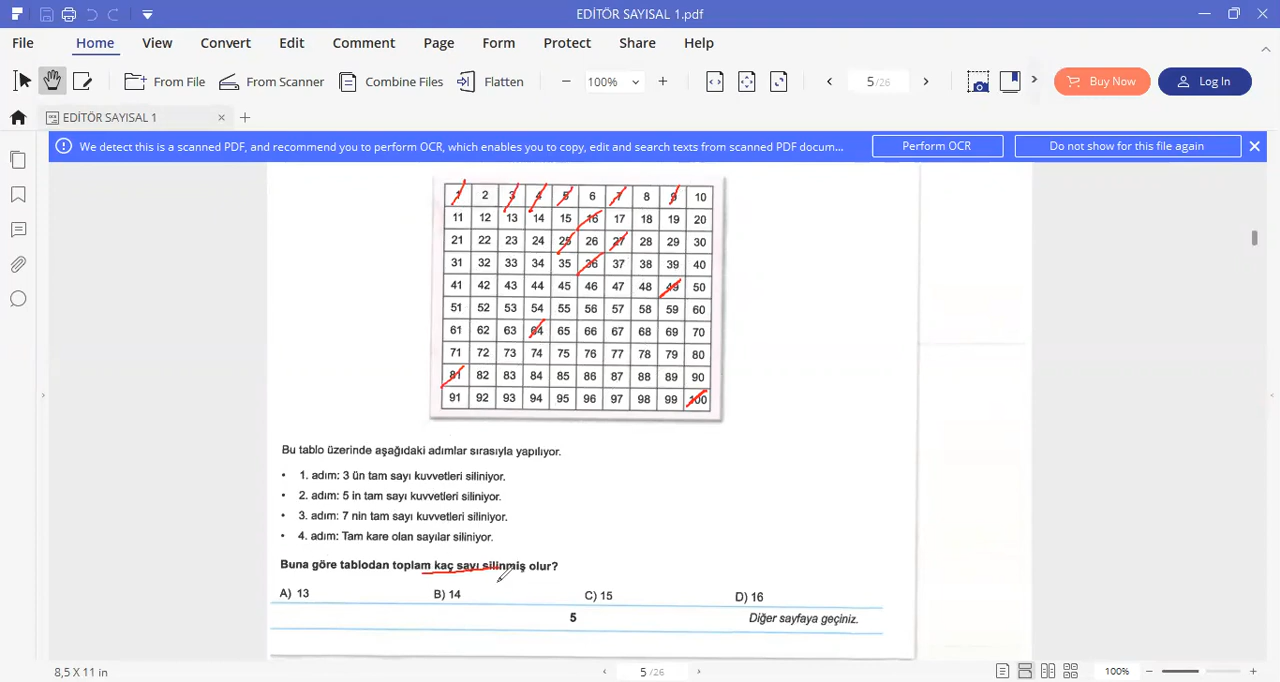 EDİTÖR SAYISAL 1.pdf
File Home View Convert Edit Comment Page Form Protect Share Help
From File From Scanner Combine Files Flatten 100% 5 /26 Buy Now Log In
EDİTÖR SAYISAL 1
We detect this is a scanned PDF, and recommend you to perform OCR, which enables you to copy, edit and search texts from scanned PDF docum... Perform OCR Do not show for this file again
1 2 3 4 5 6 7 8 9 10
11 12 13 14 15 16 17 18 19 20
21 22 23 24 25 26 27 28 29 30
31 32 33 34 35 36 37 38 39 40
41 42 43 44 45 46 47 48 49 50
51 52 53 54 55 56 57 58 59 60
61 62 63 64 65 66 67 68 69 70
71 72 73 74 75 76 77 78 79 80
81 82 83 84 85 86 87 88 89 90
91 92 93 94 95 96 97 98 99 100
Bu tablo üzerinde aşağıdaki adımlar sırasıyla yapılıyor.
• 1. adım: 3 ün tam sayı kuvvetleri siliniyor.
• 2. adım: 5 in tam sayı kuvvetleri siliniyor.
• 3. adım: 7 nin tam sayı kuvvetleri siliniyor.
• 4. adım: Tam kare olan sayılar siliniyor.
Buna göre tablodan toplam kaç sayı silinmiş olur?
A) 13 B) 14 C) 15 D) 16
5 Diğer sayfaya geçiniz.
8,5 X 11 in 5 /26 100%